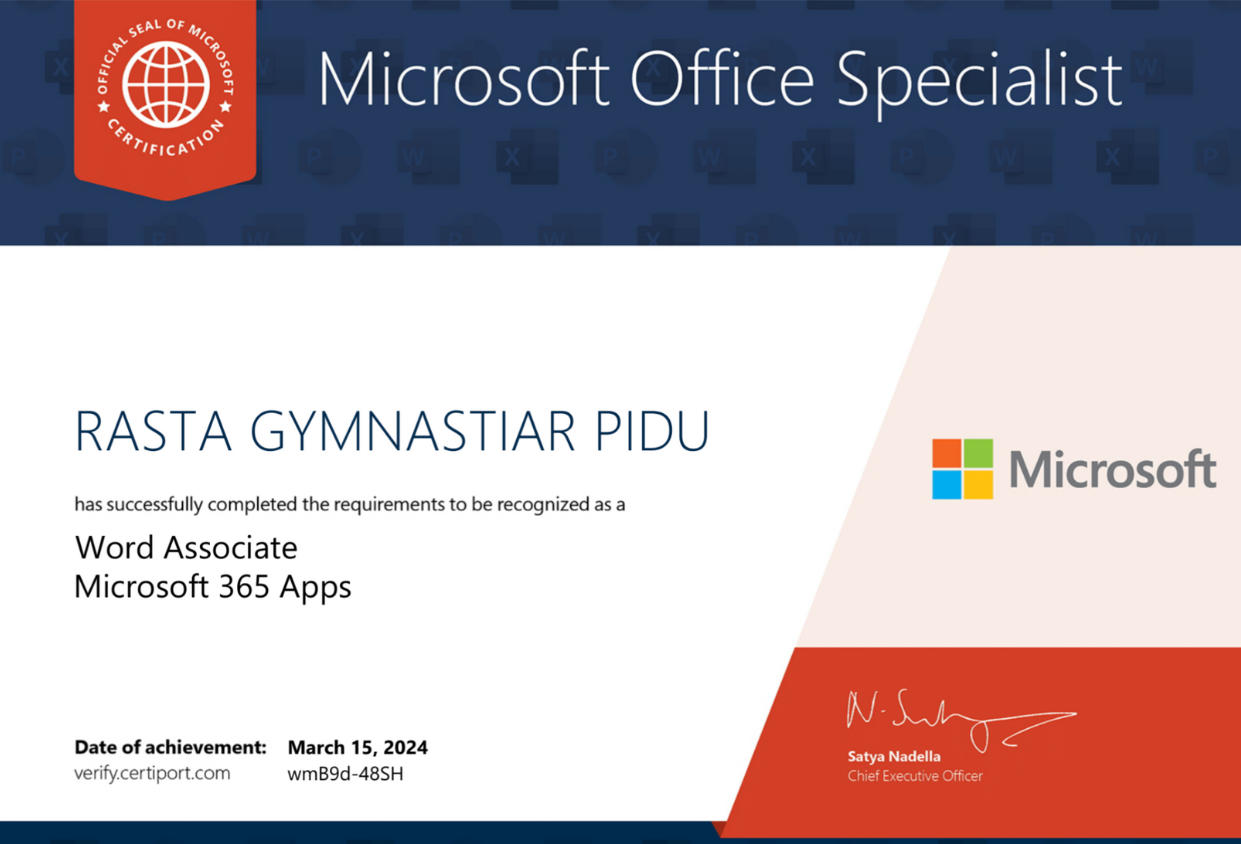 OFFICIAL SEAL OF MICROSOFT
CERTIFICATION
Microsoft Office Specialist
RASTA GYMNASTIAR PIDU
has successfully completed the requirements to be recognized as a
Word Associate
Microsoft 365 Apps
Microsoft
Date of achievement: March 15, 2024
verify.certiport.com wmB9d-48SH
Satya Nadella
Chief Executive Officer